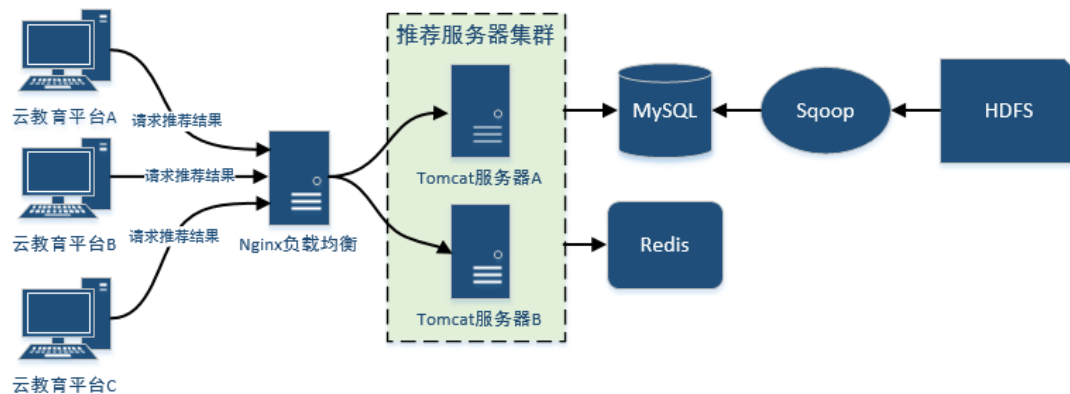 推荐服务器集群
云教育平台A
请求推荐结果
MySQL
Sqoop
HDFS
Tomcat服务器A
请求推荐结果
云教育平台B
请求推荐结果
Nginx负载均衡
Redis
Tomcat服务器B
云教育平台C